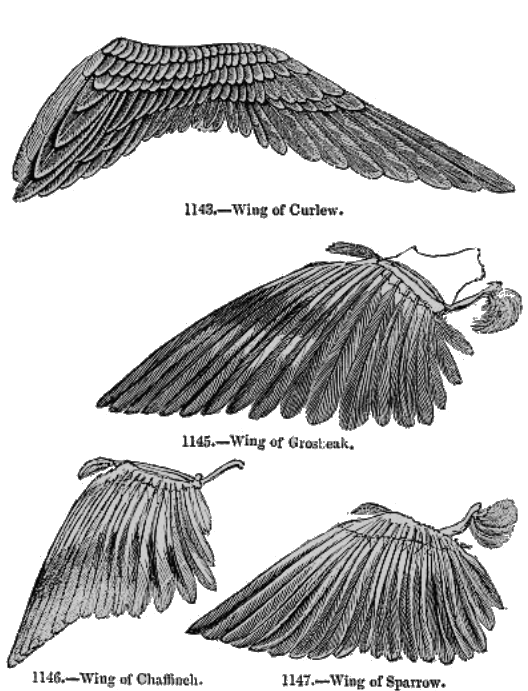 1143.—Wing of Curlew.
1145.—Wing of Grosbeak.
1146.—Wing of Chaffinch.
1147.—Wing of Sparrow.